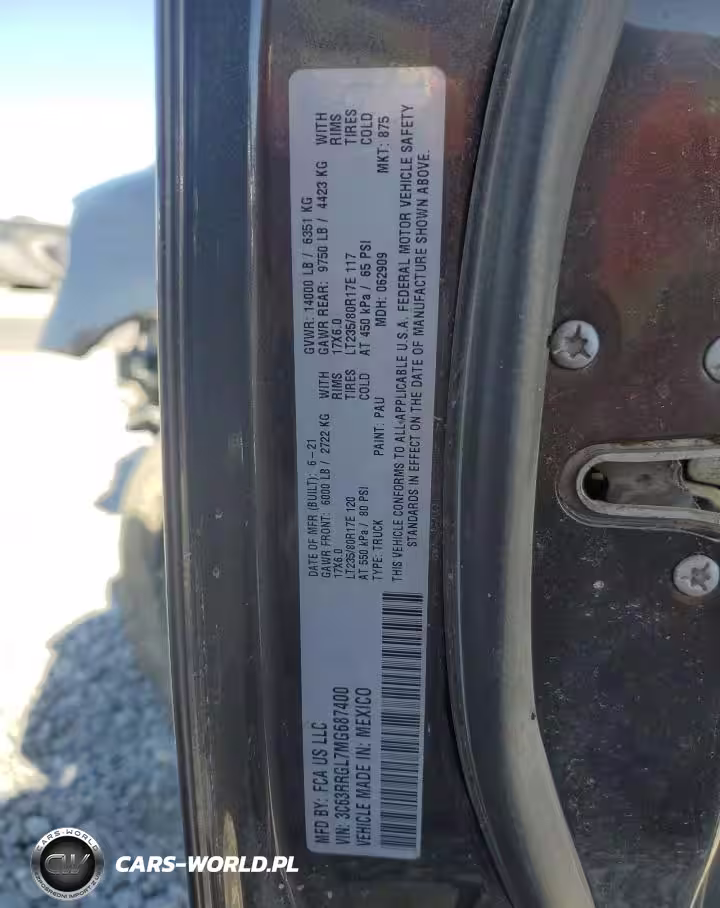 MFD BY: FCA US LLC
VIN: 3C63RRGL7MG687400
VEHICLE MADE IN: MEXICO
DATE OF MFR (BUILT): 6-21 GVWR: 14000 LB / 6351 KG
GAWR FRONT: 6000 LB / 2722 KG WITH GAWR REAR: 9750 LB / 4423 KG WITH
17X6.0 RIMS 17X6.0 RIMS
LT235/80R17E 120 TIRES LT235/80R17E 117 TIRES
AT 550 kPa / 80 PSI COLD AT 450 kPa / 65 PSI COLD
TYPE: TRUCK PAINT: PAU MDH: 062909 MKT: 875
THIS VEHICLE CONFORMS TO ALL APPLICABLE U.S.A. FEDERAL MOTOR VEHICLE SAFETY
STANDARDS IN EFFECT ON THE DATE OF MANUFACTURE SHOWN ABOVE.
CW
CARS-WORLD.PL